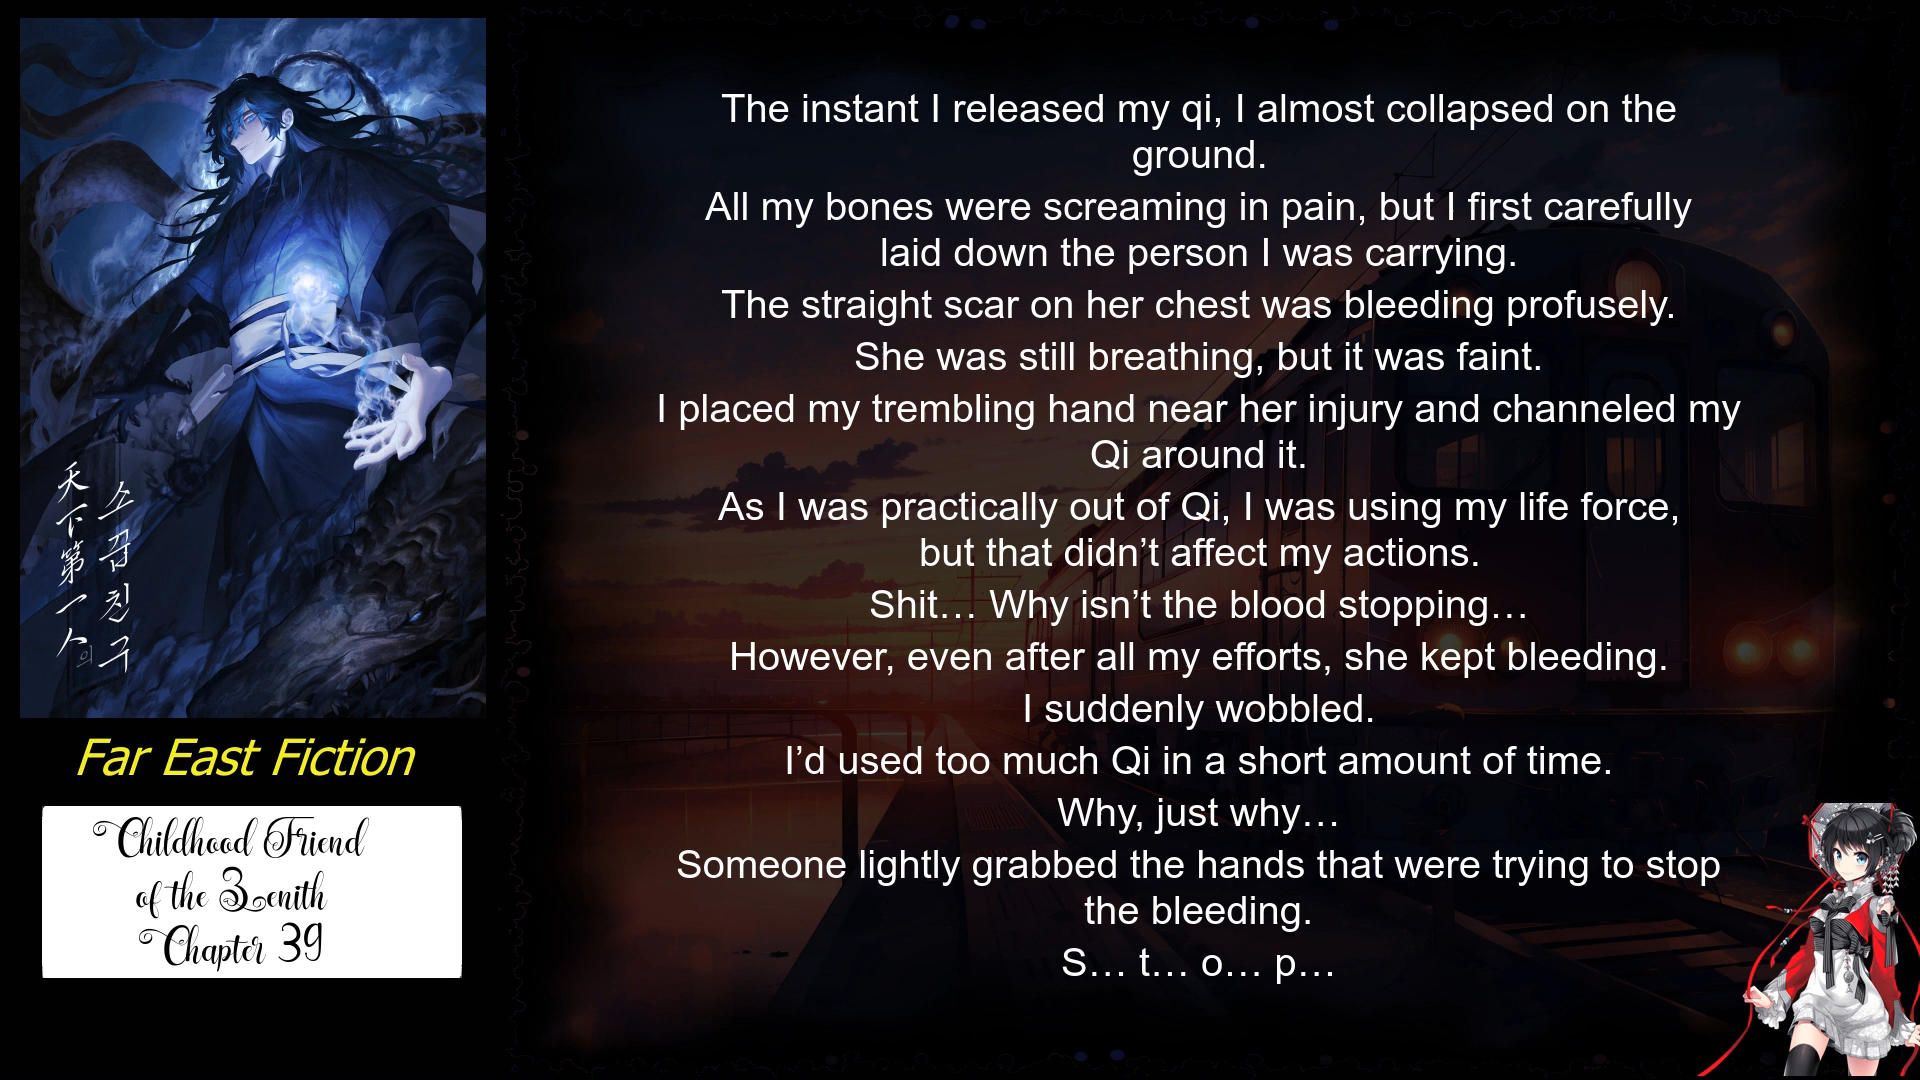 天下第一人의
소꿉친구
Far East Fiction
Childhood Friend
of the Zenith
Chapter 39
The instant I released my qi, I almost collapsed on the
ground.
All my bones were screaming in pain, but I first carefully
laid down the person I was carrying.
The straight scar on her chest was bleeding profusely.
She was still breathing, but it was faint.
I placed my trembling hand near her injury and channeled my
Qi around it.
As I was practically out of Qi, I was using my life force,
but that didn’t affect my actions.
Shit… Why isn’t the blood stopping…
However, even after all my efforts, she kept bleeding.
I suddenly wobbled.
I’d used too much Qi in a short amount of time.
Why, just why…
Someone lightly grabbed the hands that were trying to stop
the bleeding.
S… t… o… p…